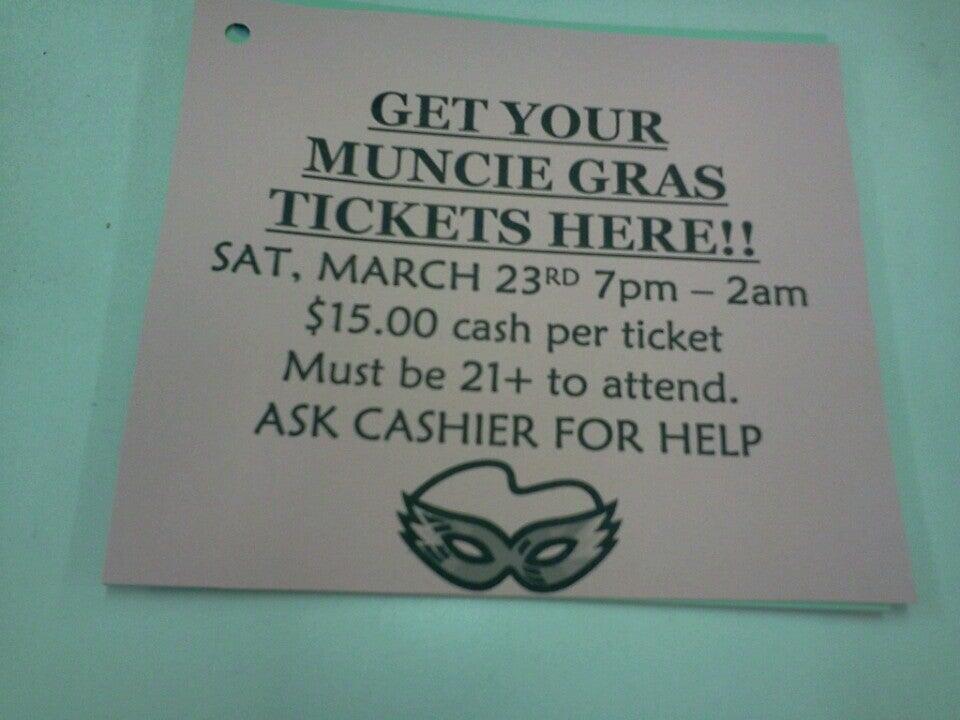 GET YOUR
MUNCIE GRAS
TICKETS HERE!!
SAT, MARCH 23RD 7pm – 2am
$15.00 cash per ticket
Must be 21+ to attend.
ASK CASHIER FOR HELP